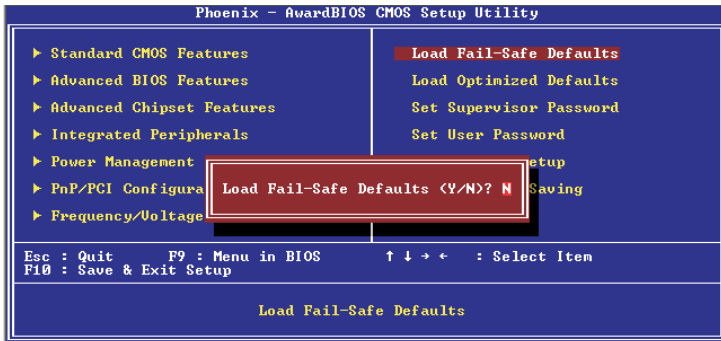 Phoenix - AwardBIOS CMOS Setup Utility
▶ Standard CMOS Features
▶ Advanced BIOS Features
▶ Advanced Chipset Features
▶ Integrated Peripherals
▶ Power Management
▶ PnP/PCI Configura
▶ Frequency/Voltage
Load Fail-Safe Defaults
Load Optimized Defaults
Set Supervisor Password
Set User Password
etup
Saving
Load Fail-Safe Defaults (Y/N)? N
Esc : Quit F9 : Menu in BIOS ↑ ↓ → ← : Select Item
F10 : Save & Exit Setup
Load Fail-Safe Defaults